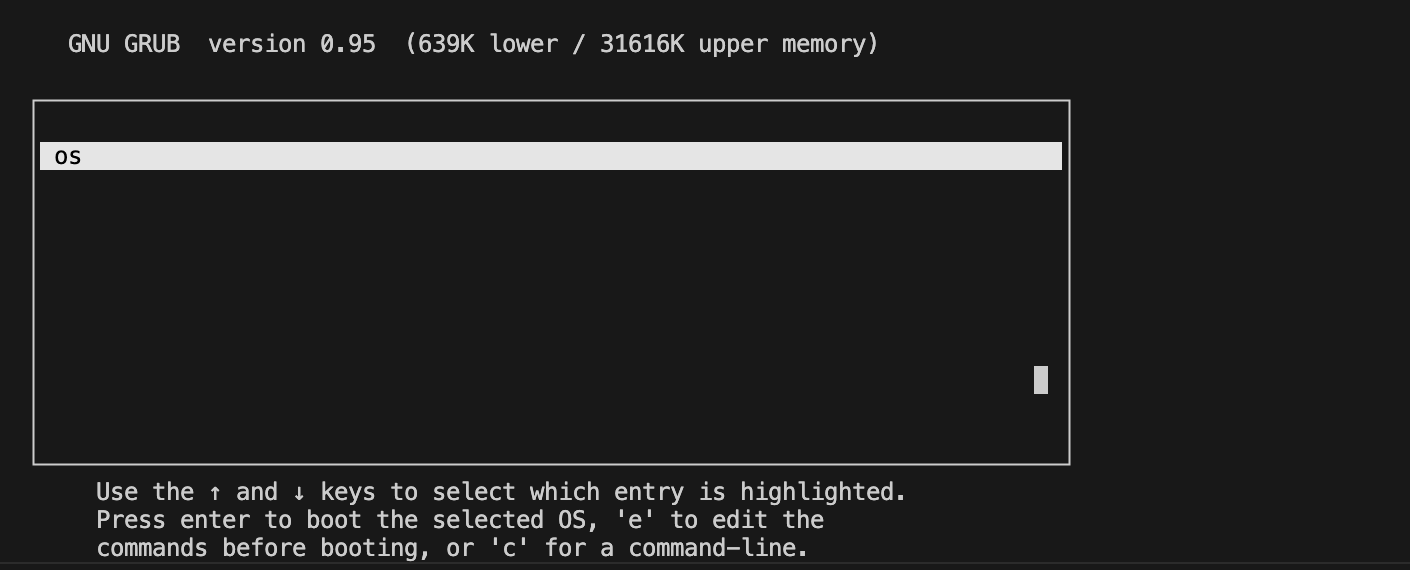 GNU GRUB  version 0.95  (639K lower / 31616K upper memory)
os
Use the ↑ and ↓ keys to select which entry is highlighted.
Press enter to boot the selected OS, 'e' to edit the
commands before booting, or 'c' for a command-line.